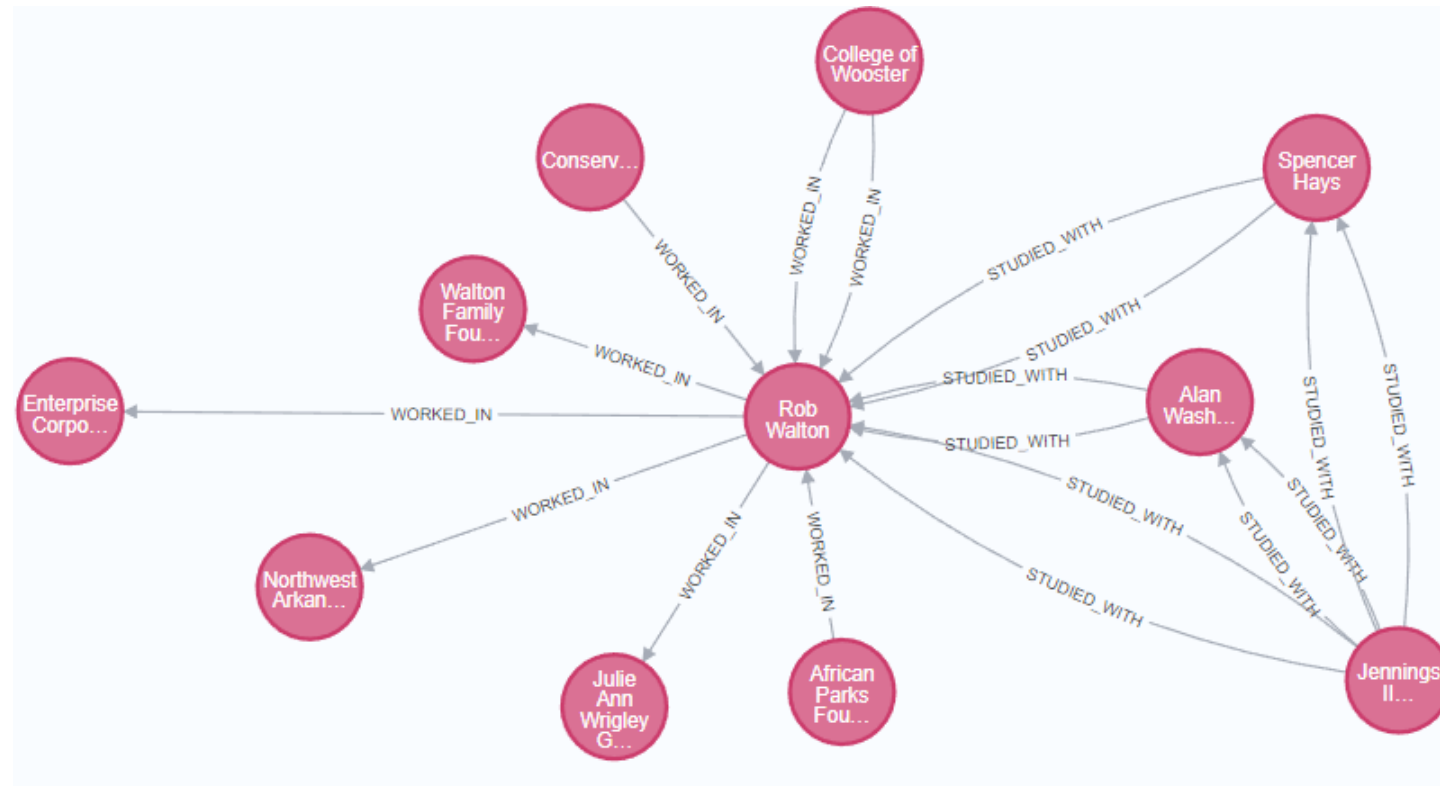 College of
Wooster
Conserv...
Spencer
Hays
WORKED_IN
WORKED_IN
STUDIED_WITH
WORKED_IN
Walton
Family
Fou...
STUDIED_WITH
WORKED_IN
STUDIED_WITH
Enterprise
Corpo...
WORKED_IN
Rob
Walton
Alan
Wash...
STUDIED_WITH
STUDIED_WITH
STUDIED_WITH
WORKED_IN
STUDIED_WITH
STUDIED_WITH
STUDIED_WITH
WORKED_IN
WORKED_IN
Northwest
Arkan...
STUDIED_WITH
Julie
Ann
Wrigley
G...
African
Parks
Fou...
Jennings
II...